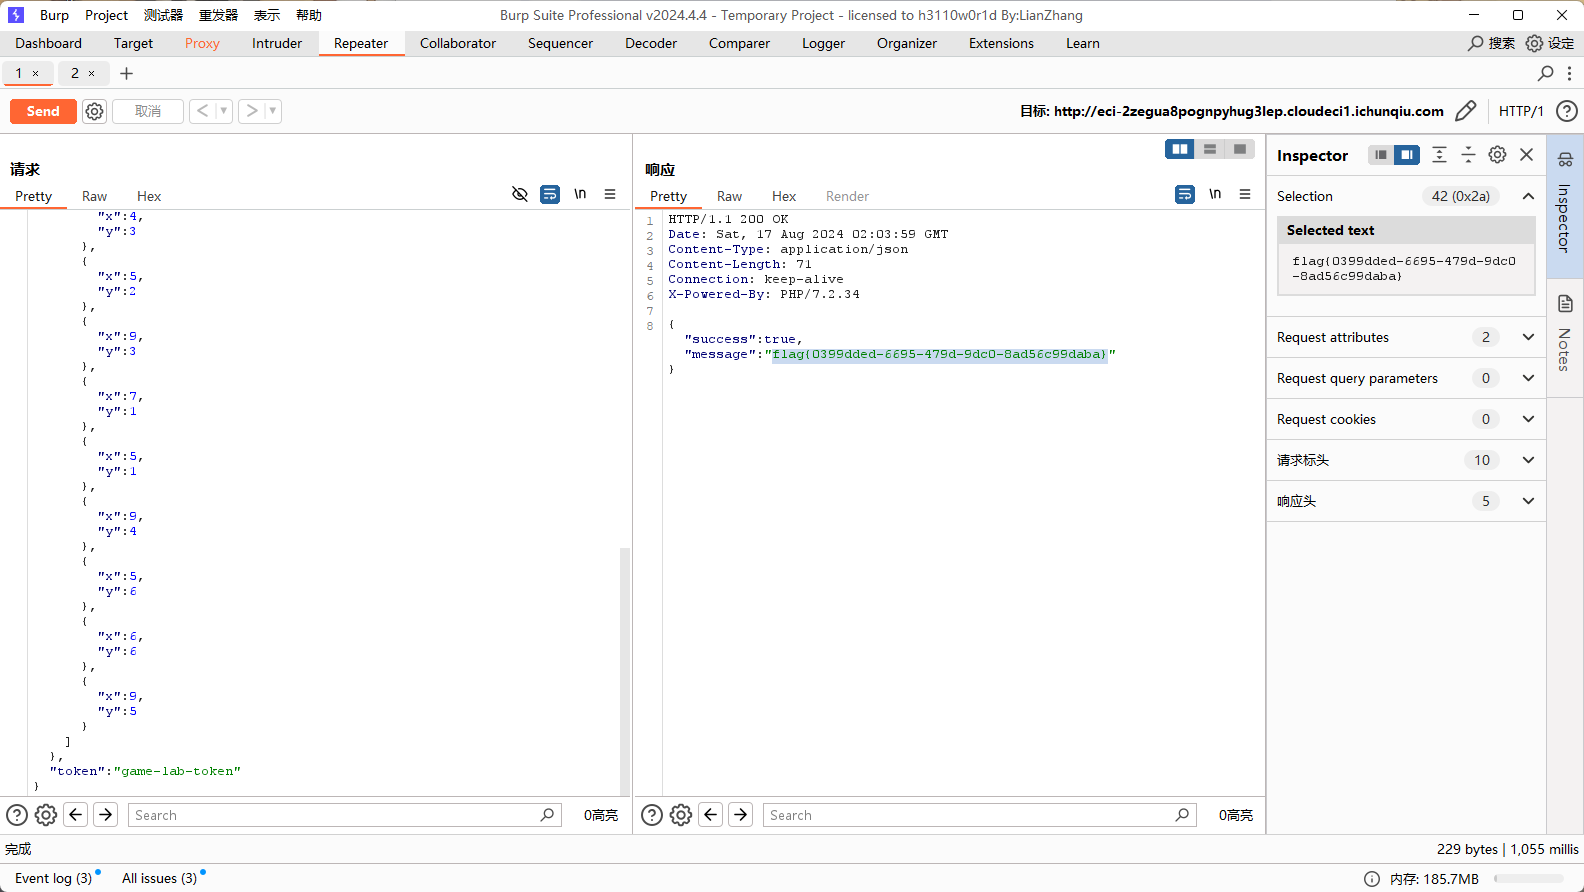 Burp Project 测试器 重发器 表示 帮助 Burp Suite Professional v2024.4.4 - Temporary Project - licensed to h3110w0r1d By:LianZhang
Dashboard Target Proxy Intruder Repeater Collaborator Sequencer Decoder Comparer Logger Organizer Extensions Learn 搜索 设定
1 × 2 × +
Send 取消 < > 目标: http://eci-2zegua8pognpyhug3lep.cloudeci1.ichunqiu.com HTTP/1
请求
Pretty Raw Hex \n
"x":4,
"y":3
},
{
"x":5,
"y":2
},
{
"x":9,
"y":3
},
{
"x":7,
"y":1
},
{
"x":5,
"y":1
},
{
"x":9,
"y":4
},
{
"x":5,
"y":6
},
{
"x":6,
"y":6
},
{
"x":9,
"y":5
}
]
},
"token":"game-lab-token"
}
Search 0高亮
响应
Pretty Raw Hex Render \n
1 HTTP/1.1 200 OK
2 Date: Sat, 17 Aug 2024 02:03:59 GMT
3 Content-Type: application/json
4 Content-Length: 71
5 Connection: keep-alive
6 X-Powered-By: PHP/7.2.34
7
8 {
"success":true,
"message":"flag{0399dded-6695-479d-9dc0-8ad56c99daba}"
}
Search 0高亮
Inspector
Selection 42 (0x2a)
Selected text
flag{0399dded-6695-479d-9dc0
-8ad56c99daba}
Request attributes 2
Request query parameters 0
Request cookies 0
请求标头 10
响应头 5
Inspector
Notes
完成 229 bytes | 1,055 millis
Event log (3) All issues (3) 内存: 185.7MB